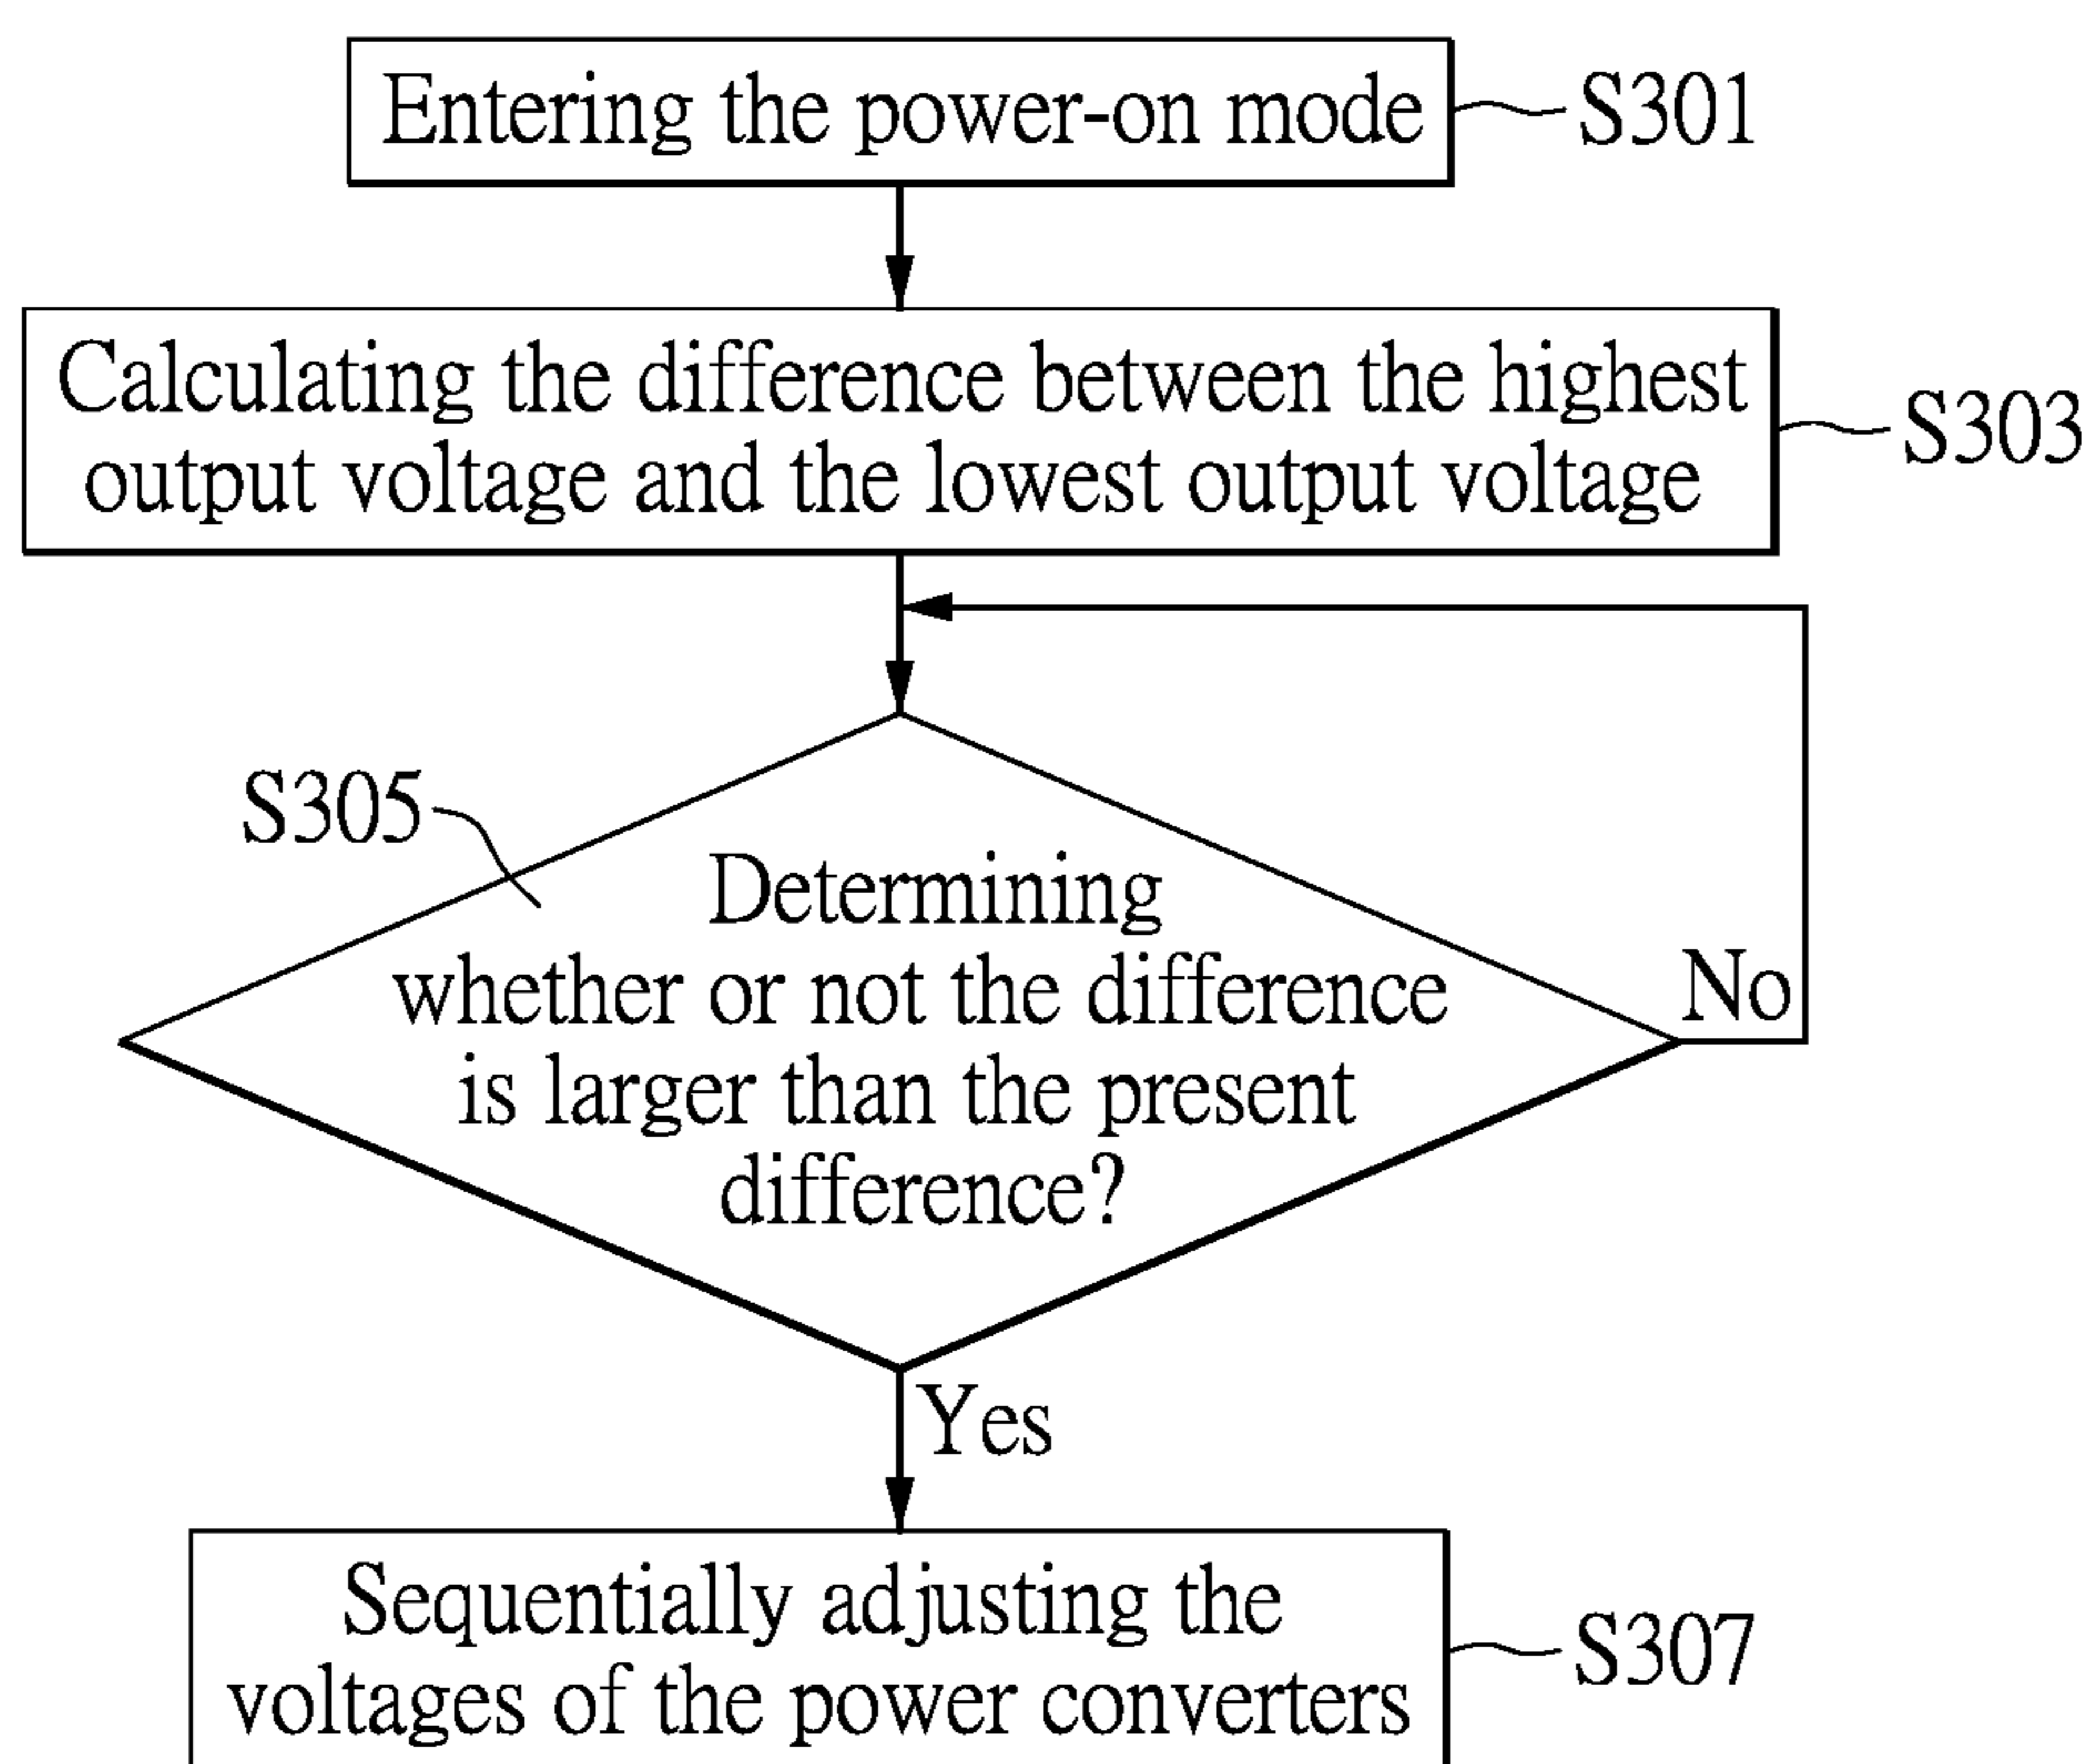 Entering the power-on mode
S301
Calculating the difference between the highest
output voltage and the lowest output voltage
S303
S305
Determining
whether or not the difference
is larger than the present
difference?
No
Yes
Sequentially adjusting the
voltages of the power converters
S307